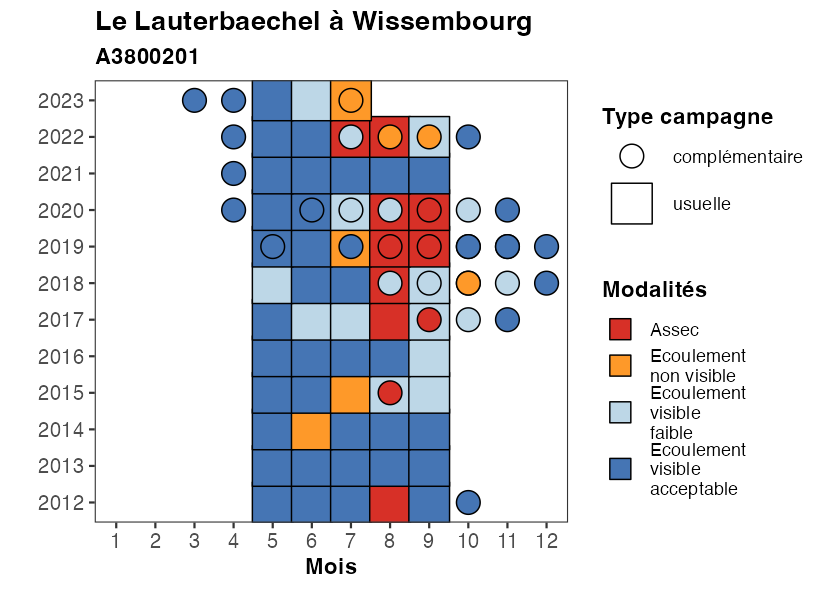 Le Lauterbaechel à Wissembourg
A3800201
2023
2022
2021
2020
2019
2018
2017
2016
2015
2014
2013
2012
1 2 3 4 5 6 7 8 9 10 11 12
Mois
Type campagne
complémentaire
usuelle
Modalités
Assec
Ecoulement
non visible
Ecoulement
visible
faible
Ecoulement
visible
acceptable